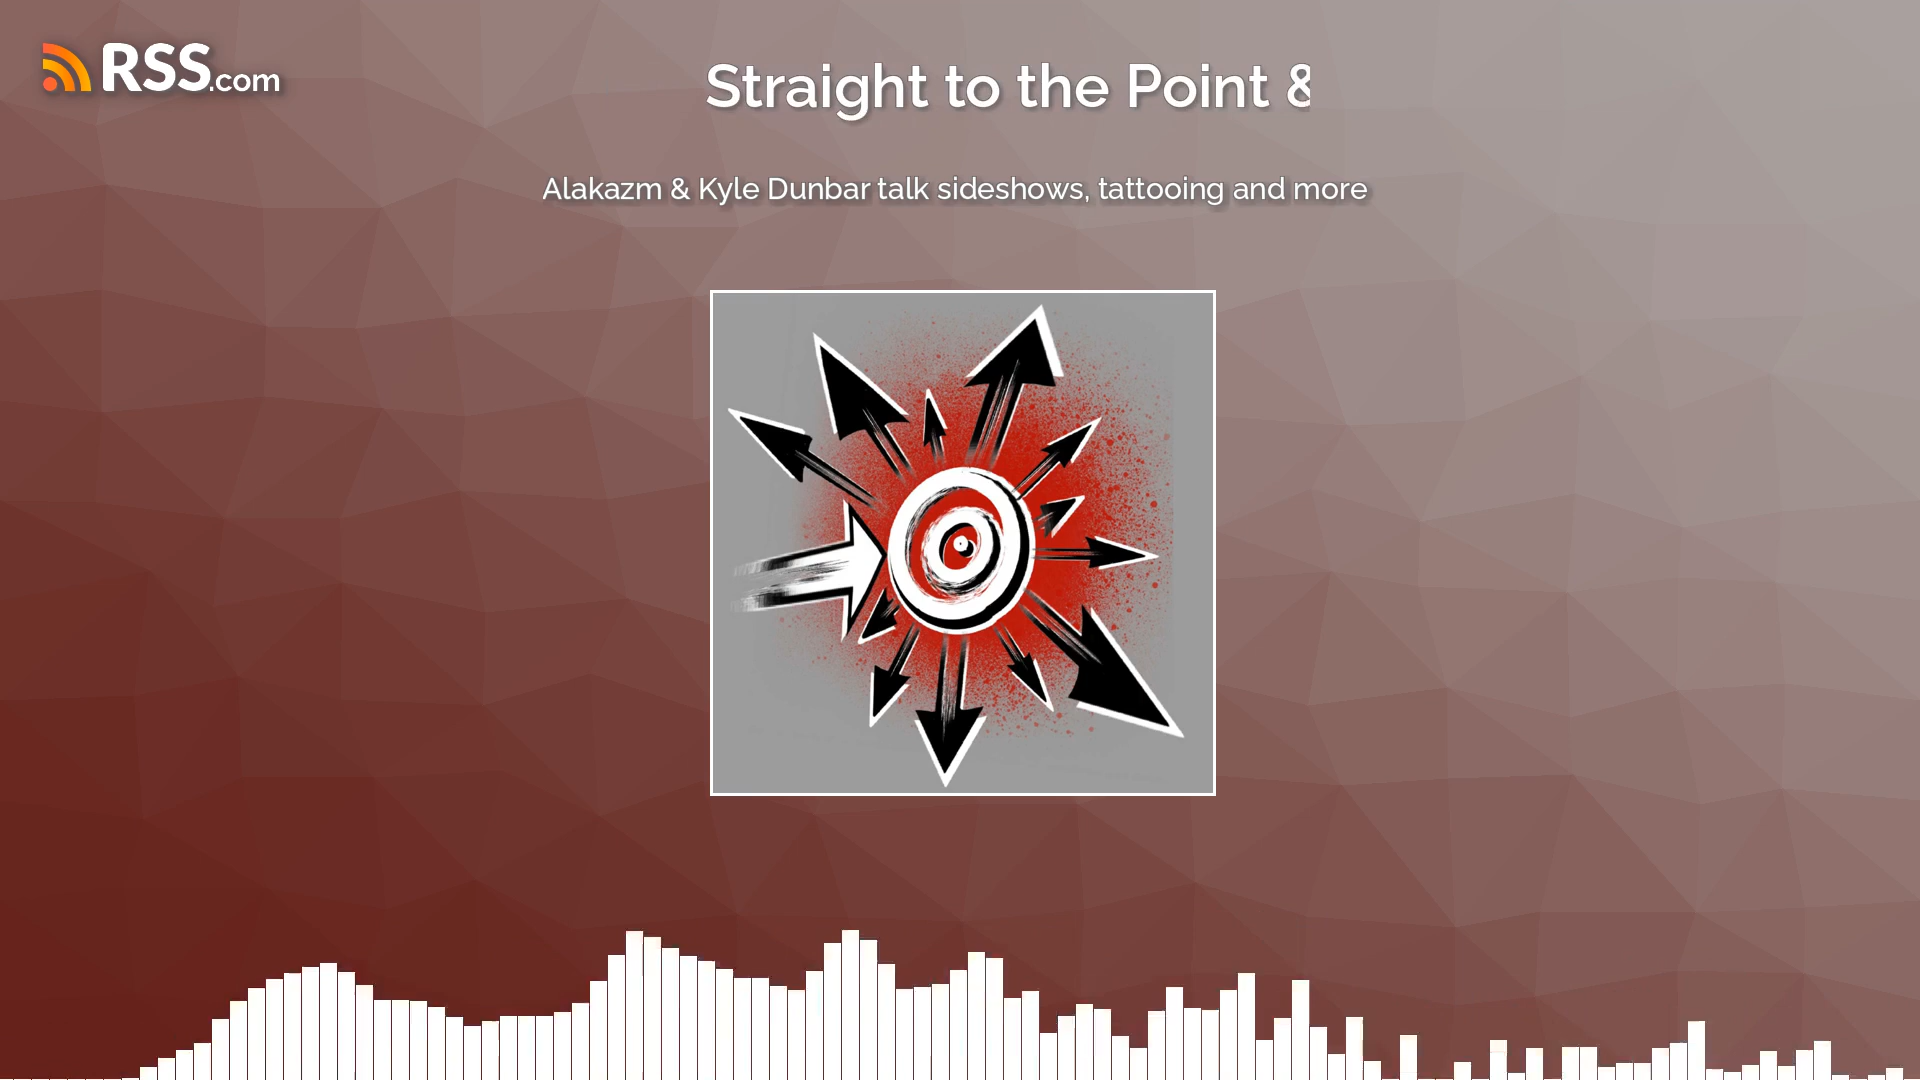 RSS.com
Straight to the Point &
Alakazm & Kyle Dunbar talk sideshows, tattooing and more